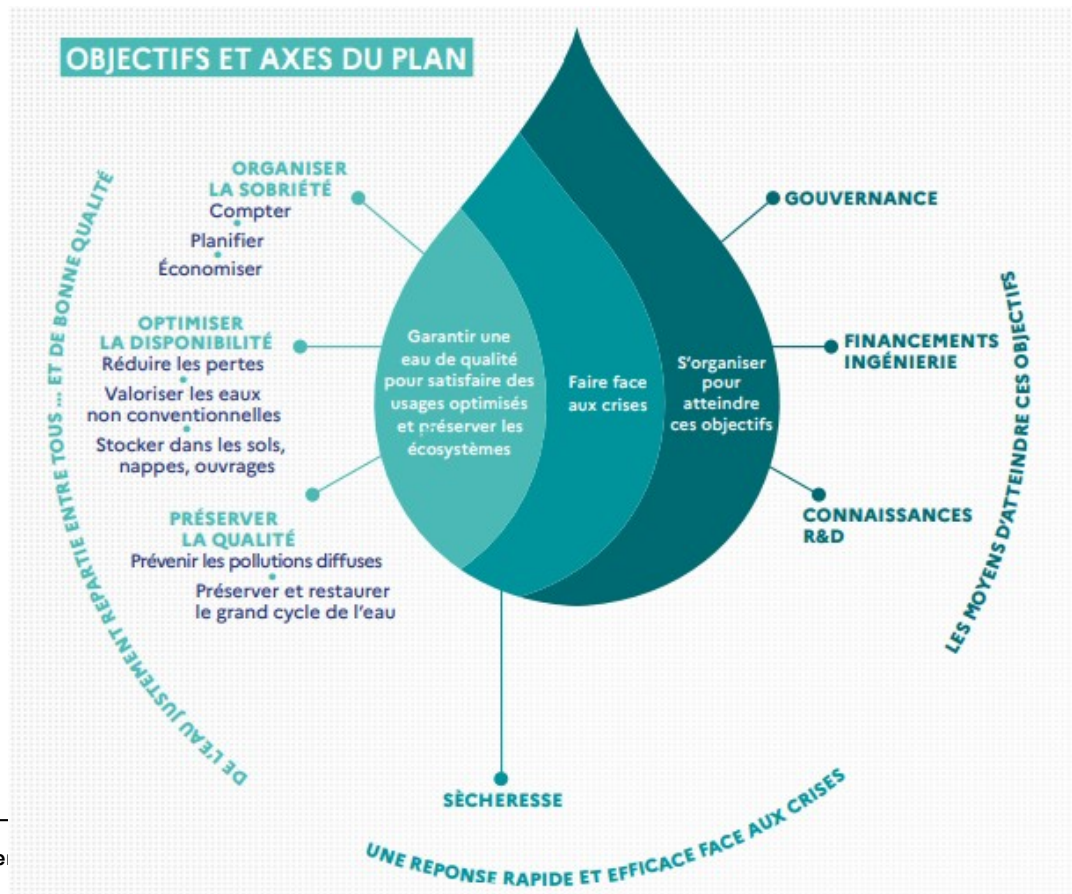 OBJECTIFS ET AXES DU PLAN
DE L'EAU JUSTEMENT REPARTIE ENTRE TOUS ... ET DE BONNE QUALITÉ
ORGANISER
LA SOBRIÉTÉ
Compter
Planifier
Économiser
OPTIMISER
LA DISPONIBILITÉ
Réduire les pertes
Valoriser les eaux
non conventionnelles
Stocker dans les sols,
nappes, ouvrages
PRÉSERVER
LA QUALITÉ
Prévenir les pollutions diffuses
Préserver et restaurer
le grand cycle de l'eau
Garantir une
eau de qualité
pour satisfaire des
usages optimisés
et préserver les
écosystèmes
Faire face
aux crises
S'organiser
pour
atteindre
ces objectifs
GOUVERNANCE
FINANCEMENTS
INGÉNIERIE
CONNAISSANCES
R&D
LES MOYENS D'ATTEINDRE CES OBJECTIFS
SÈCHERESSE
UNE REPONSE RAPIDE ET EFFICACE FACE AUX CRISES